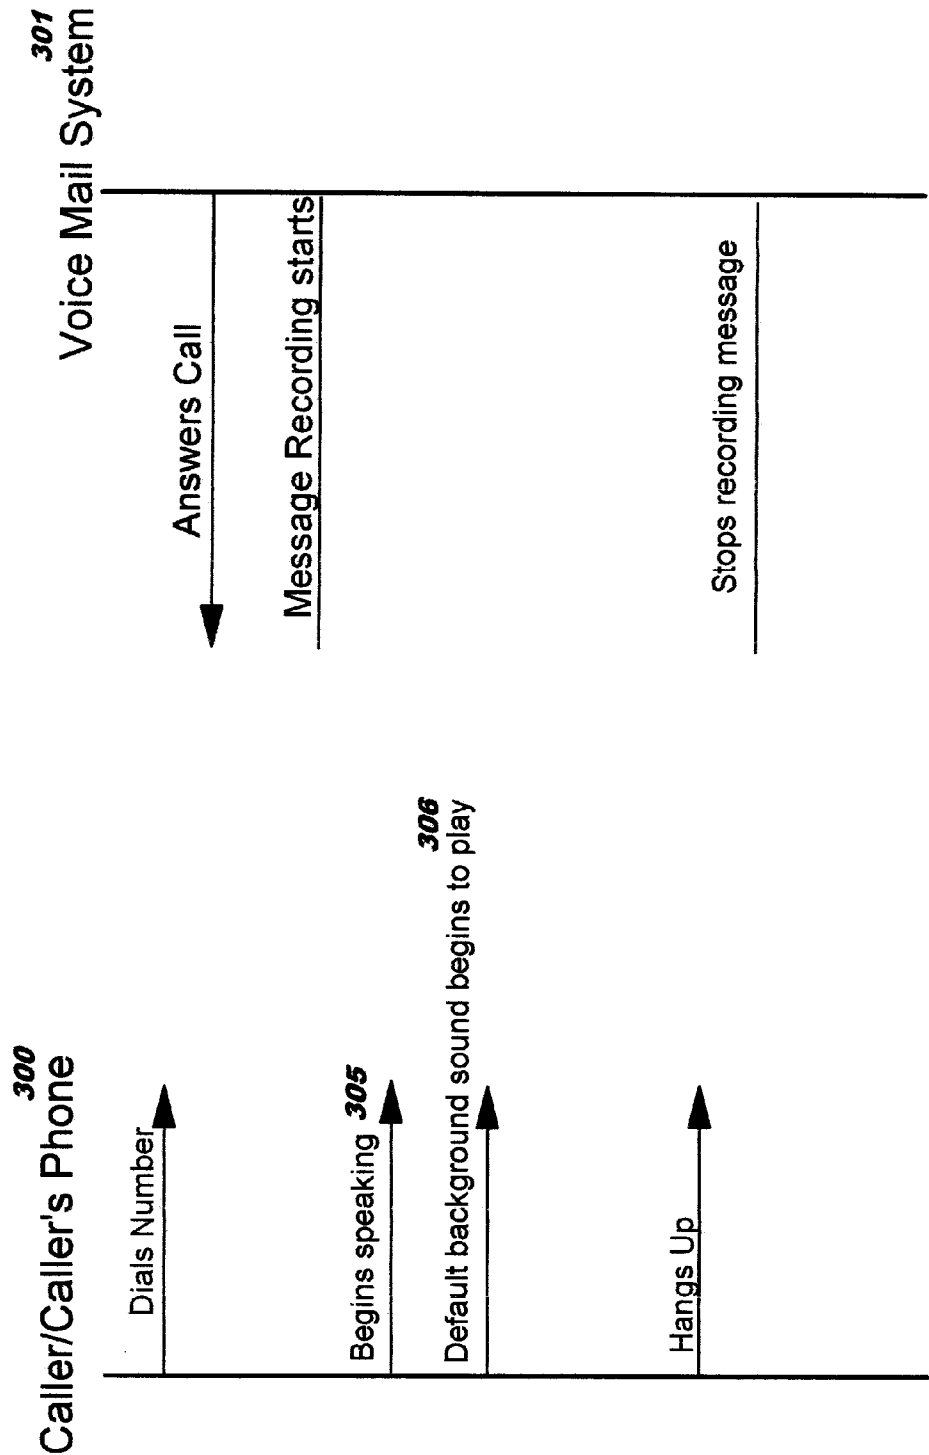 300
Caller/Caller's Phone
301
Voice Mail System
Dials Number
Answers Call
Message Recording starts
Begins speaking 305
306
Default background sound begins to play
Hangs Up
Stops recording message